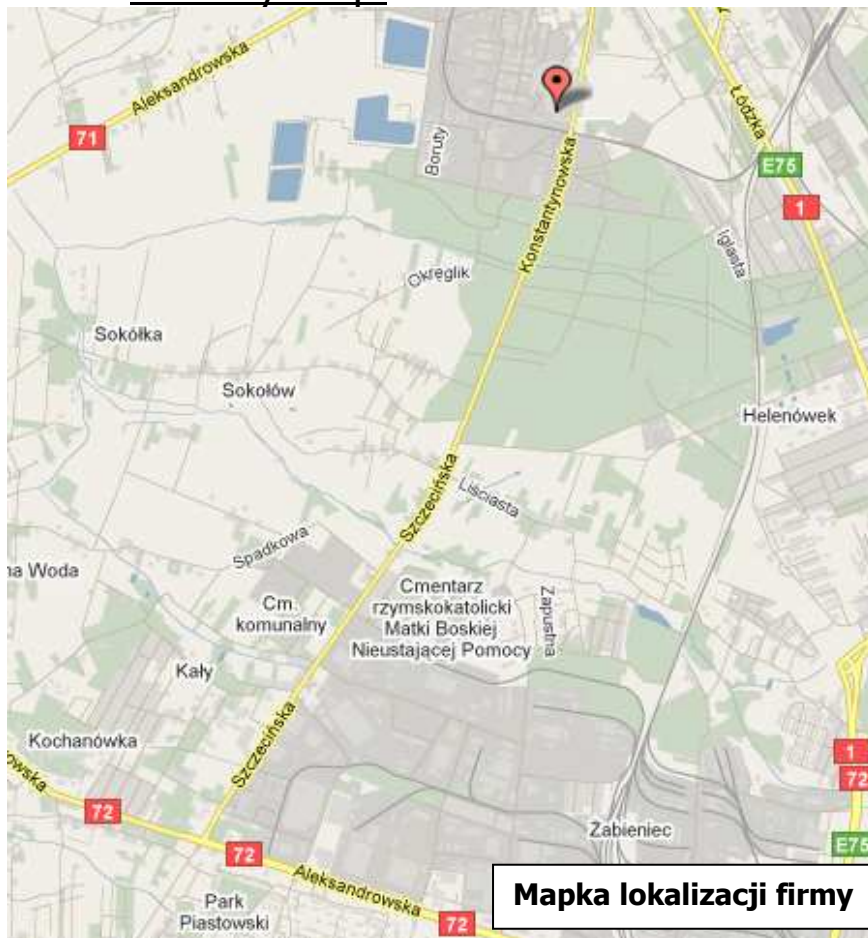 Aleksandrowska
71
Boruty
Konstantynowska
Łódzka
E75
1
Iglasta
Okręglik
Sokółka
Sokołów
Helenówek
Szczecińska
Liściasta
Spadkowa
na Woda
Cmentarz
rzymskokatolicki
Matki Boskiej
Nieustającej Pomocy
Zapustna
Cm.
komunalny
Kały
Szczecińska
Kochanówka
owska
72
72
Aleksandrowska
72
1
72
E75
Żabieniec
Park
Piastowski
Mapka lokalizacji firmy